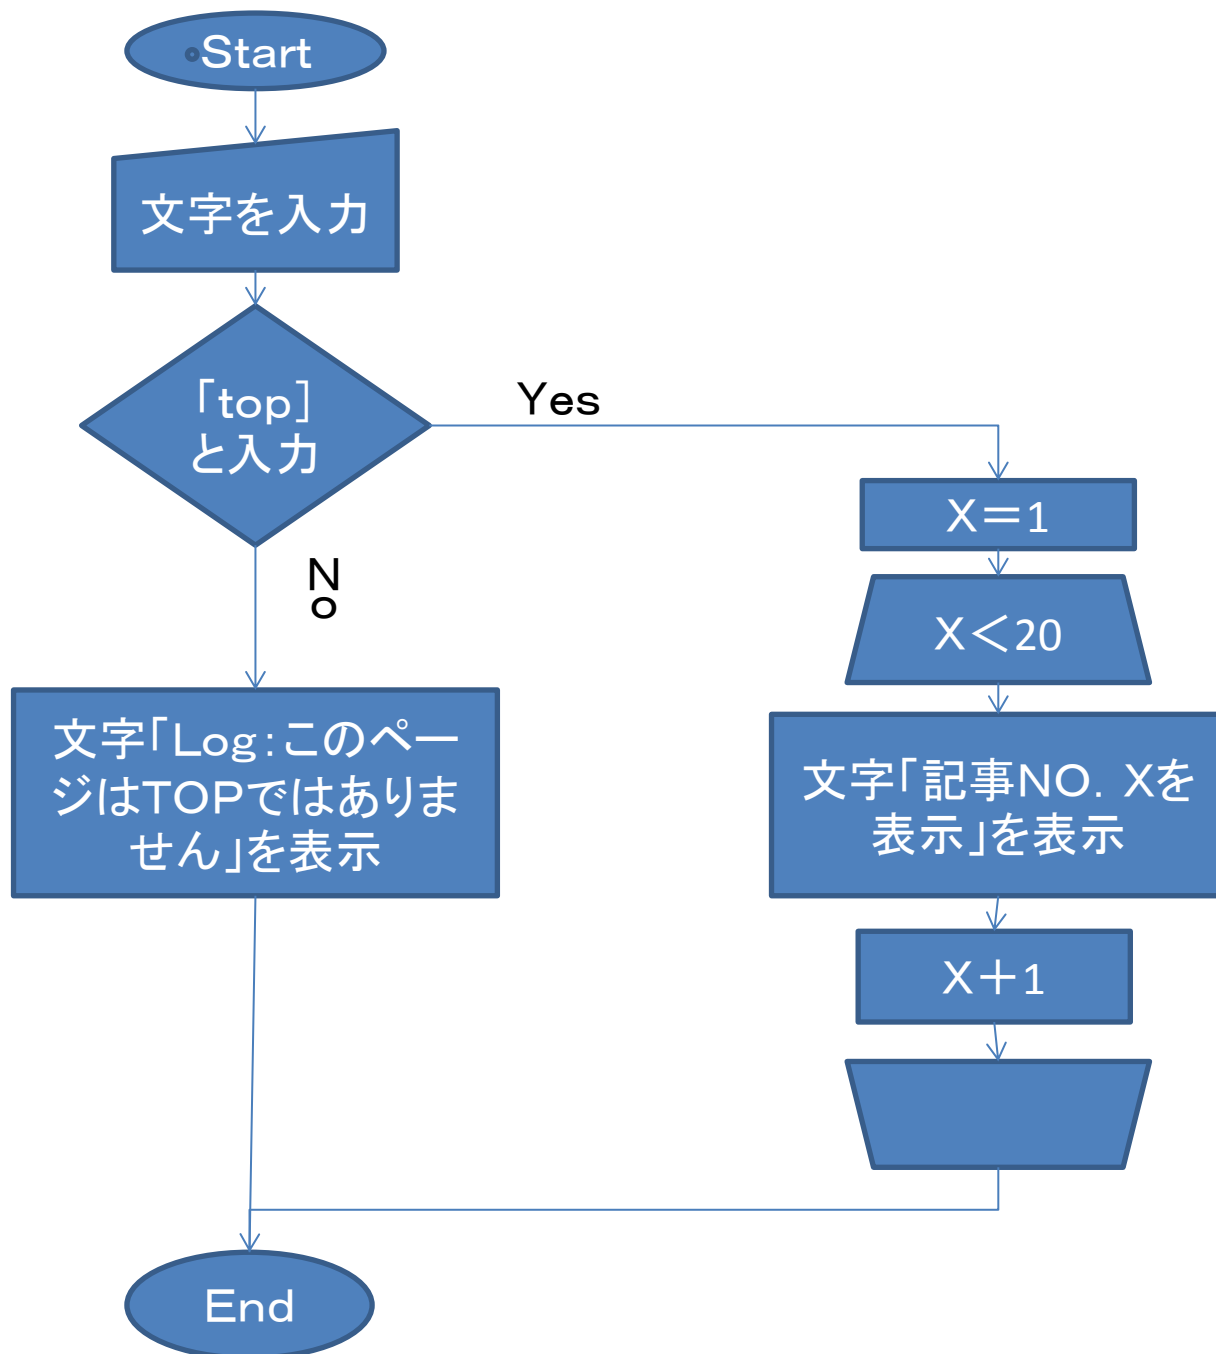 Start
文字を入力
「top］
と入力
Yes
N
o
X＝1
X＜20
文字「Log：このペー
ジはTOPではありま
せん」を表示
文字「記事NO．Xを
表示」を表示
X＋1
End